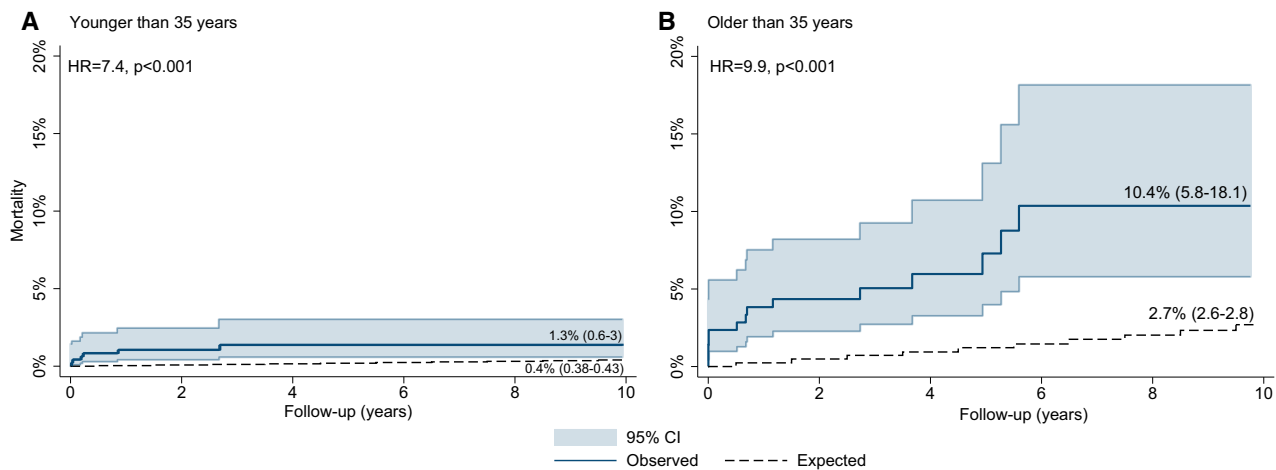 A Younger than 35 years
HR=7.4, p<0.001
Mortality
20%
15%
10%
5%
0%
1.3% (0.6-3)
0.4% (0.38-0.43)
0 2 4 6 8 10
Follow-up (years)
B Older than 35 years
HR=9.9, p<0.001
20%
15%
10%
5%
0%
10.4% (5.8-18.1)
2.7% (2.6-2.8)
0 2 4 6 8 10
Follow-up (years)
95% CI
Observed Expected